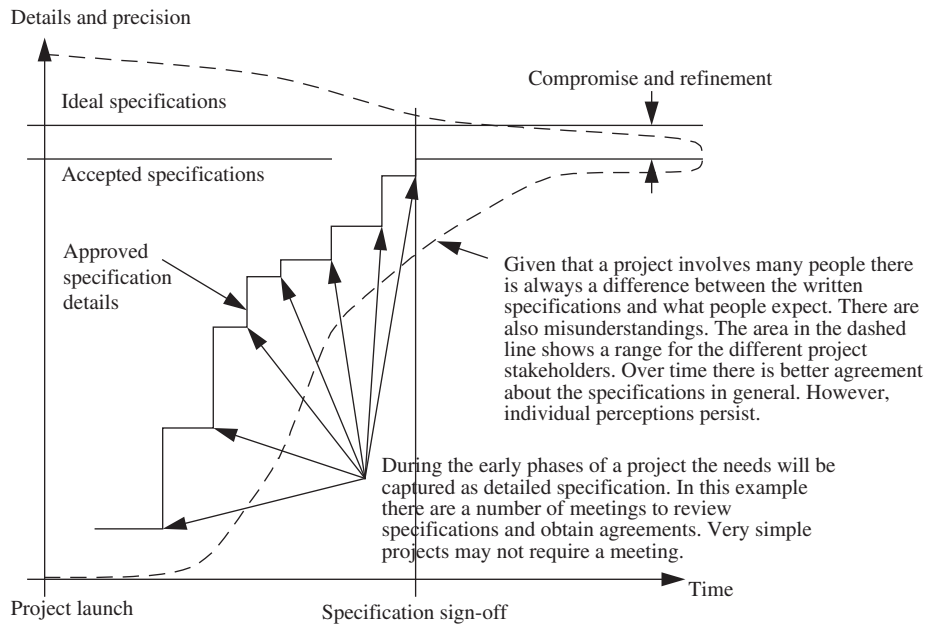 Details and precision
Compromise and refinement
Ideal specifications
Accepted specifications
Approved
specification
details
Given that a project involves many people there
is always a difference between the written
specifications and what people expect. There are
also misunderstandings. The area in the dashed
line shows a range for the different project
stakeholders. Over time there is better agreement
about the specifications in general. However,
individual perceptions persist.
During the early phases of a project the needs will be
captured as detailed specification. In this example
there are a number of meetings to review
specifications and obtain agreements. Very simple
projects may not require a meeting.
Time
Project launch
Specification sign-off